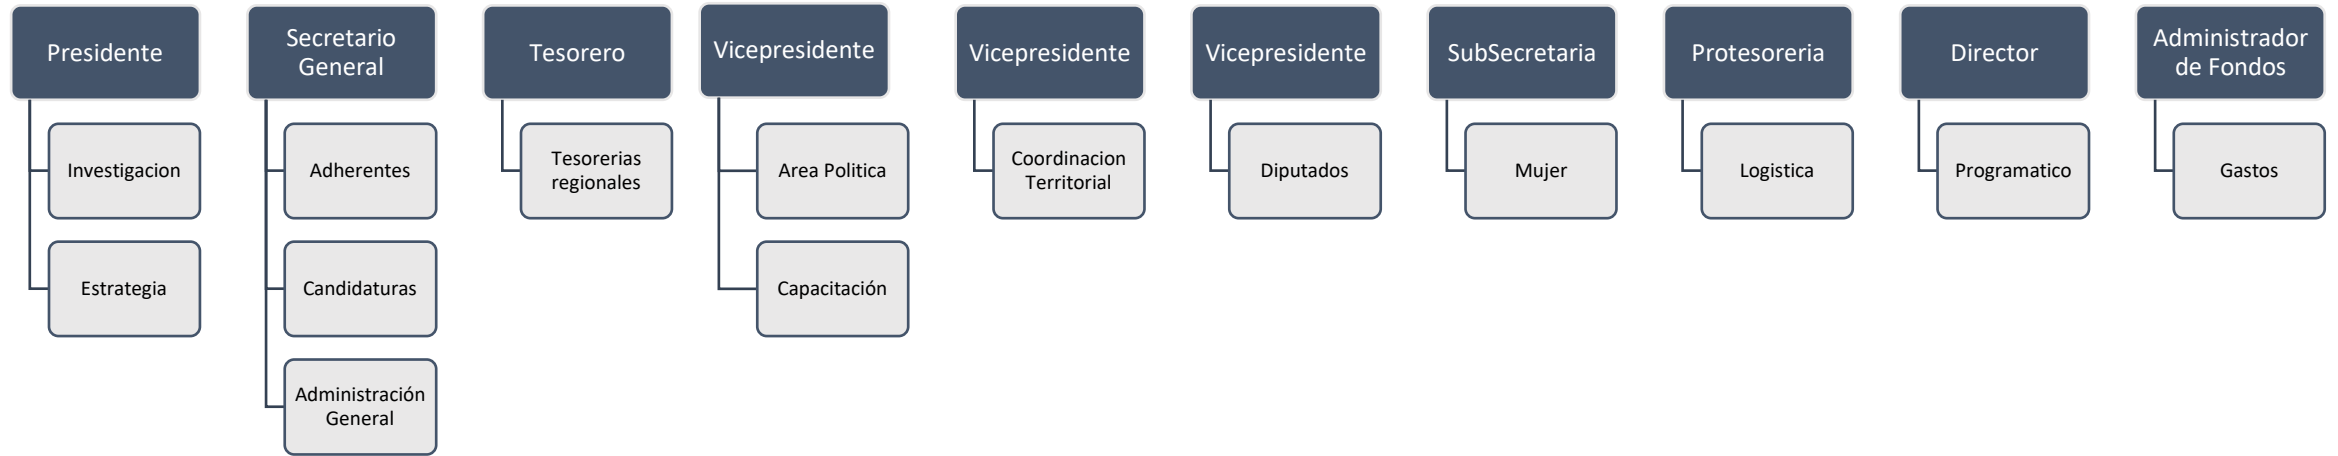 Presidente
Investigacion
Estrategia
Secretario
General
Adherentes
Candidaturas
Administración
General
Tesorero
Tesorerias
regionales
Vicepresidente
Area Politica
Capacitación
Vicepresidente
Coordinacion
Territorial
Vicepresidente
Diputados
SubSecretaria
Mujer
Protesoreria
Logistica
Director
Programatico
Administrador
de Fondos
Gastos